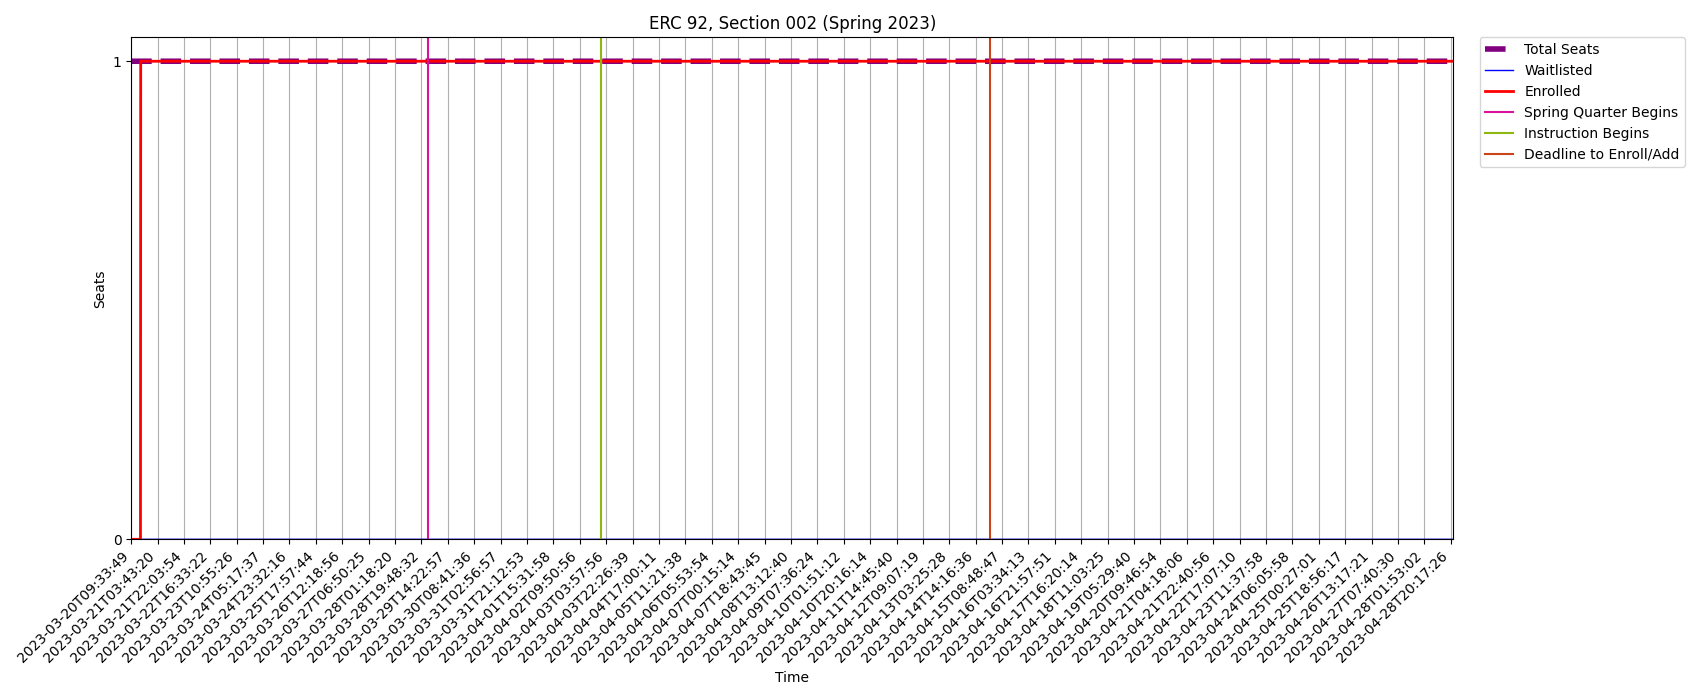 ERC 92, Section 002 (Spring 2023)
Total Seats
Waitlisted
Enrolled
Spring Quarter Begins
Instruction Begins
Deadline to Enroll/Add
Seats
1
0
2023-03-20T09:33:49
2023-03-21T03:43:20
2023-03-21T22:03:54
2023-03-22T16:33:22
2023-03-23T10:55:26
2023-03-24T05:17:37
2023-03-24T23:32:16
2023-03-25T17:57:44
2023-03-26T12:18:56
2023-03-27T06:50:25
2023-03-28T01:18:20
2023-03-28T19:48:32
2023-03-29T14:22:57
2023-03-30T08:41:36
2023-03-31T02:56:57
2023-03-31T21:12:53
2023-04-01T15:31:58
2023-04-02T09:50:56
2023-04-03T03:57:56
2023-04-03T22:26:39
2023-04-04T17:00:11
2023-04-05T11:21:38
2023-04-06T05:53:54
2023-04-07T00:15:14
2023-04-07T18:43:45
2023-04-08T13:12:40
2023-04-09T07:36:24
2023-04-10T01:51:12
2023-04-10T20:16:14
2023-04-11T14:45:40
2023-04-12T09:07:19
2023-04-13T03:25:28
2023-04-14T14:16:36
2023-04-15T08:48:47
2023-04-16T03:34:13
2023-04-16T21:57:51
2023-04-17T16:20:14
2023-04-18T11:03:25
2023-04-19T05:29:40
2023-04-20T09:46:54
2023-04-21T04:18:06
2023-04-21T22:40:56
2023-04-22T17:07:10
2023-04-23T11:37:58
2023-04-24T06:05:58
2023-04-25T00:27:01
2023-04-25T18:56:17
2023-04-26T13:17:21
2023-04-27T07:40:30
2023-04-28T01:53:02
2023-04-28T20:17:26
Time